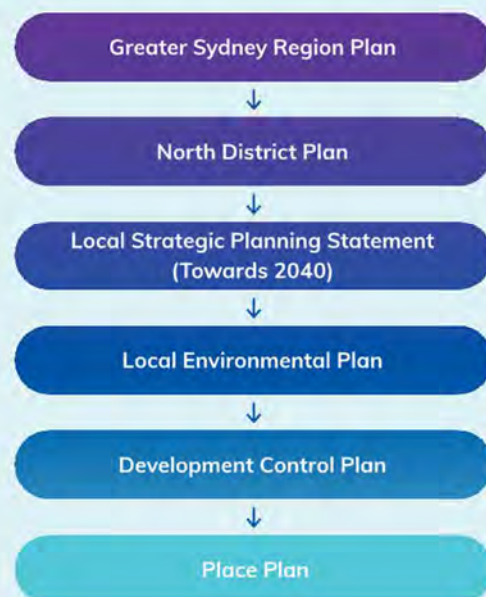 Greater Sydney Region Plan
North District Plan
Local Strategic Planning Statement
(Towards 2040)
Local Environmental Plan
Development Control Plan
Place Plan